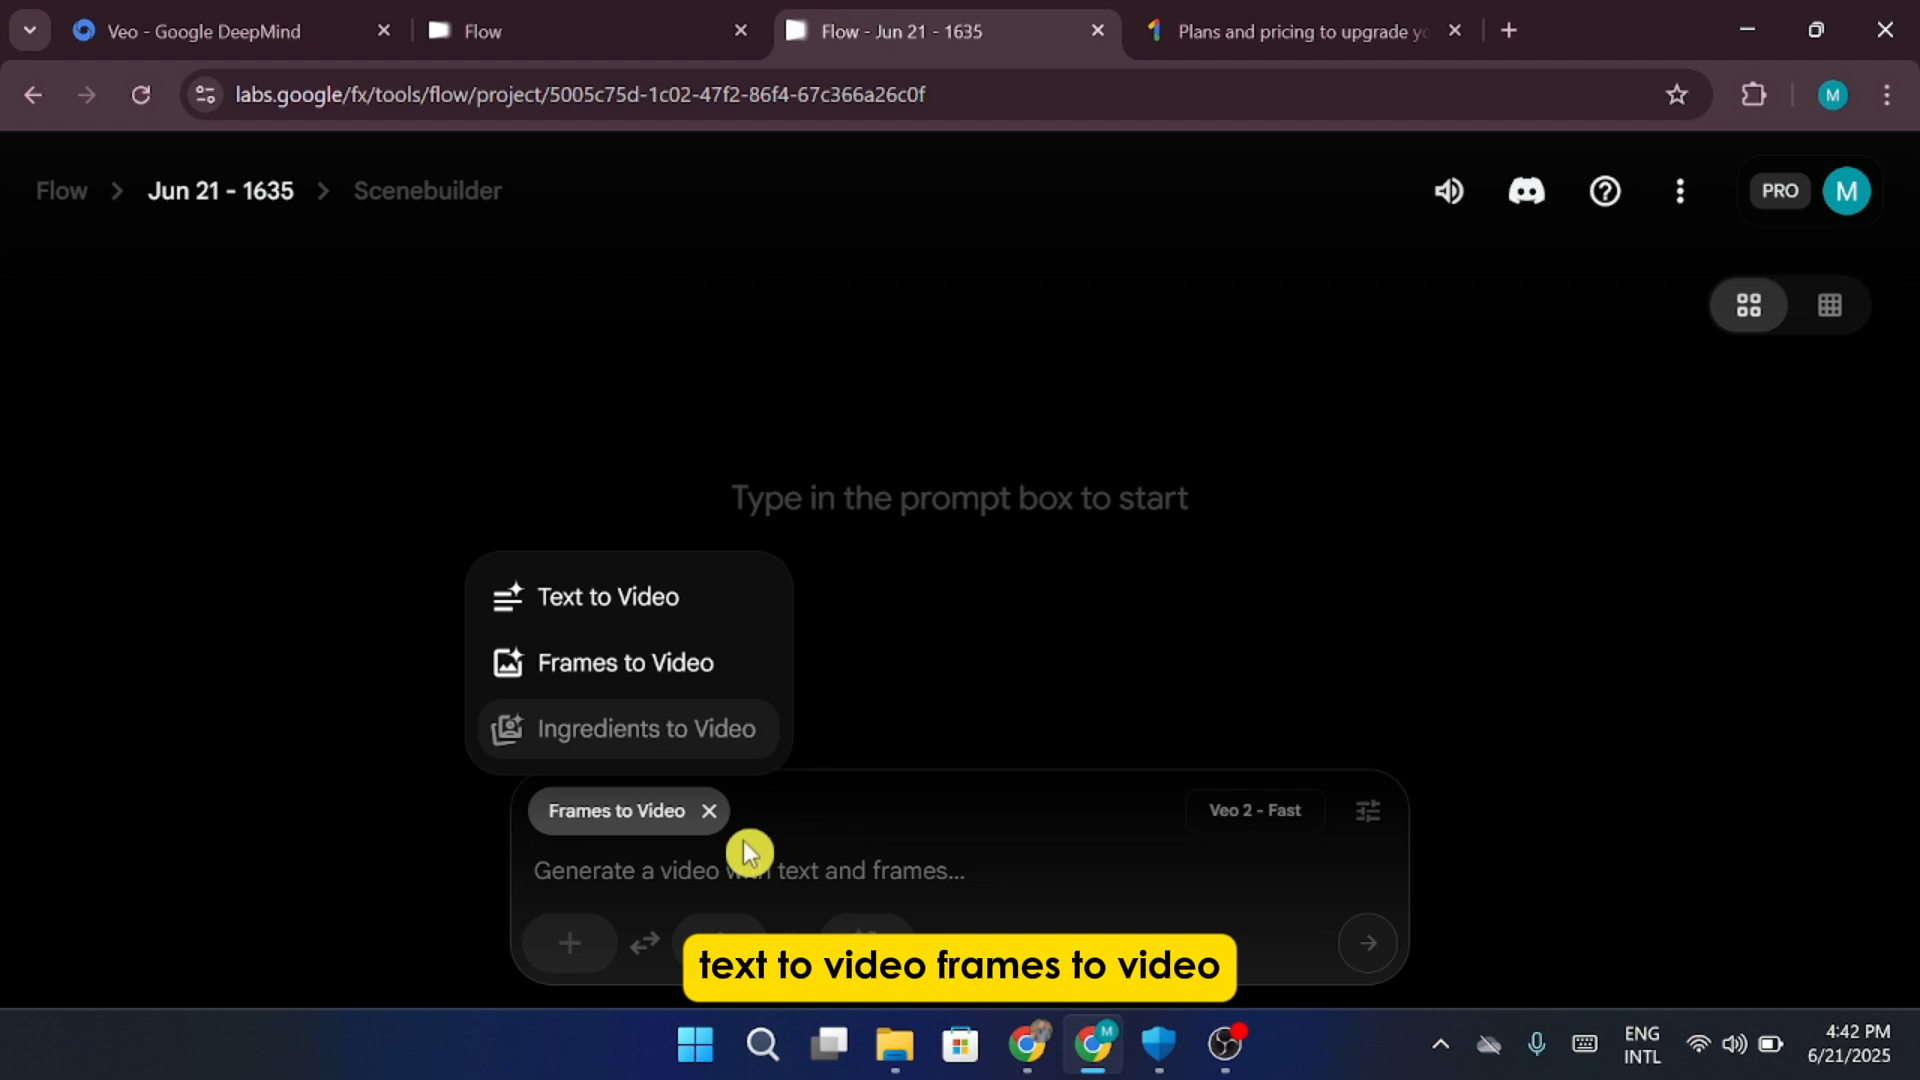 Veo - Google DeepMind
Flow
Flow - Jun 21 - 1635
Plans and pricing to upgrade yo
labs.google/fx/tools/flow/project/5005c75d-1c02-47f2-86f4-67c366a26c0f
M
Flow > Jun 21 - 1635 > Scenebuilder
PRO
M
Type in the prompt box to start
Text to Video
Frames to Video
Ingredients to Video
Frames to Video
Veo 2 - Fast
Generate a video with text and frames...
text to video frames to video
M
ENG
INTL
4:42 PM
6/21/2025